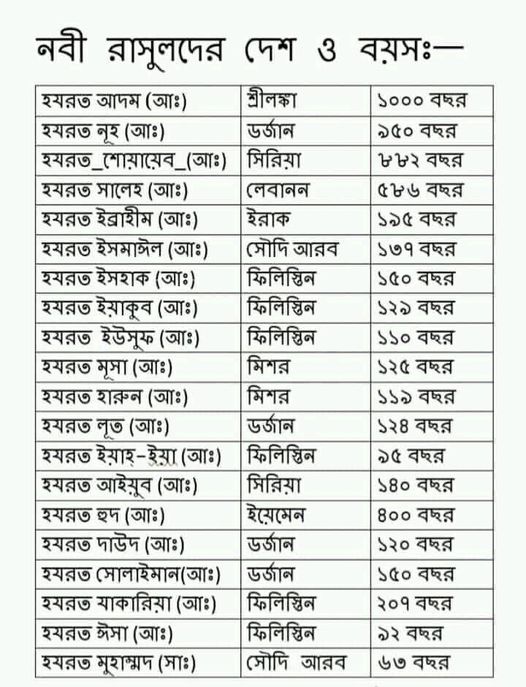 নবী রাসুলদের দেশ ও বয়সঃ—
হযরত আদম (আঃ) শ্রীলঙ্কা ১০০০ বছর
হযরত নূহ (আঃ) ডর্জান ৯৫০ বছর
হযরত_শোয়ায়েব_(আঃ) সিরিয়া ৮৮২ বছর
হযরত সালেহ (আঃ) লেবানন ৫৮৬ বছর
হযরত ইব্রাহীম (আঃ) ইরাক ১৯৫ বছর
হযরত ইসমাঈল (আঃ) সৌদি আরব ১৩৭ বছর
হযরত ইসহাক (আঃ) ফিলিস্তিন ১৫০ বছর
হযরত ইয়াকুব (আঃ) ফিলিস্তিন ১২৯ বছর
হযরত ইউসুফ (আঃ) ফিলিস্তিন ১১০ বছর
হযরত মূসা (আঃ) মিশর ১২৫ বছর
হযরত হারুন (আঃ) মিশর ১১৯ বছর
হযরত লূত (আঃ) ডর্জান ১২৪ বছর
হযরত ইয়াহ্-ইয়া (আঃ) ফিলিস্তিন ৯৫ বছর
হযরত আইয়ুব (আঃ) সিরিয়া ১৪০ বছর
হযরত হুদ (আঃ) ইয়েমেন ৪০০ বছর
হযরত দাউদ (আঃ) ডর্জান ১২০ বছর
হযরত সোলাইমান(আঃ) ডর্জান ১৫০ বছর
হযরত যাকারিয়া (আঃ) ফিলিস্তিন ২০৭ বছর
হযরত ঈসা (আঃ) ফিলিস্তিন ৯২ বছর
হযরত মুহাম্মদ (সাঃ) সৌদি আরব ৬৩ বছর